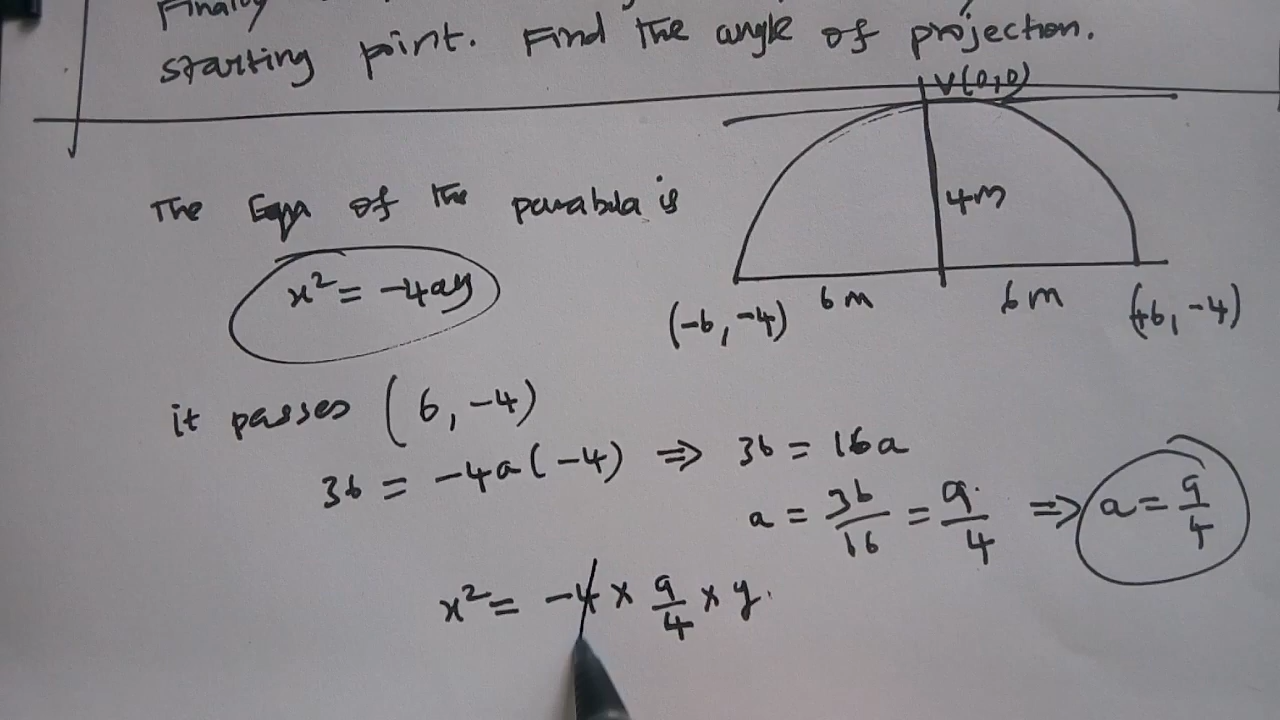 Finally
starting point. Find the angle of projection.
V(0,0)
The Eqn of the parabola is
4m
x² = -4ay
6m 6m
(-6, -4) (+6, -4)
it passes (6, -4)
36 = -4a(-4) ⇒ 36 = 16a
a = 36/16 = 9/4 ⇒ a = 9/4
x² = -4 × 9/4 × y.